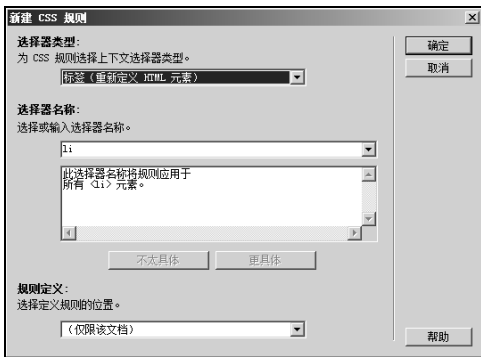 新建 CSS 规则
选择器类型:
为 CSS 规则选择上下文选择器类型。
标签（重新定义 HTML 元素）
确定
取消
选择器名称:
选择或输入选择器名称。
li
此选择器名称将规则应用于
所有 <li> 元素。
不太具体
更具体
规则定义:
选择定义规则的位置。
（仅限该文档）
帮助